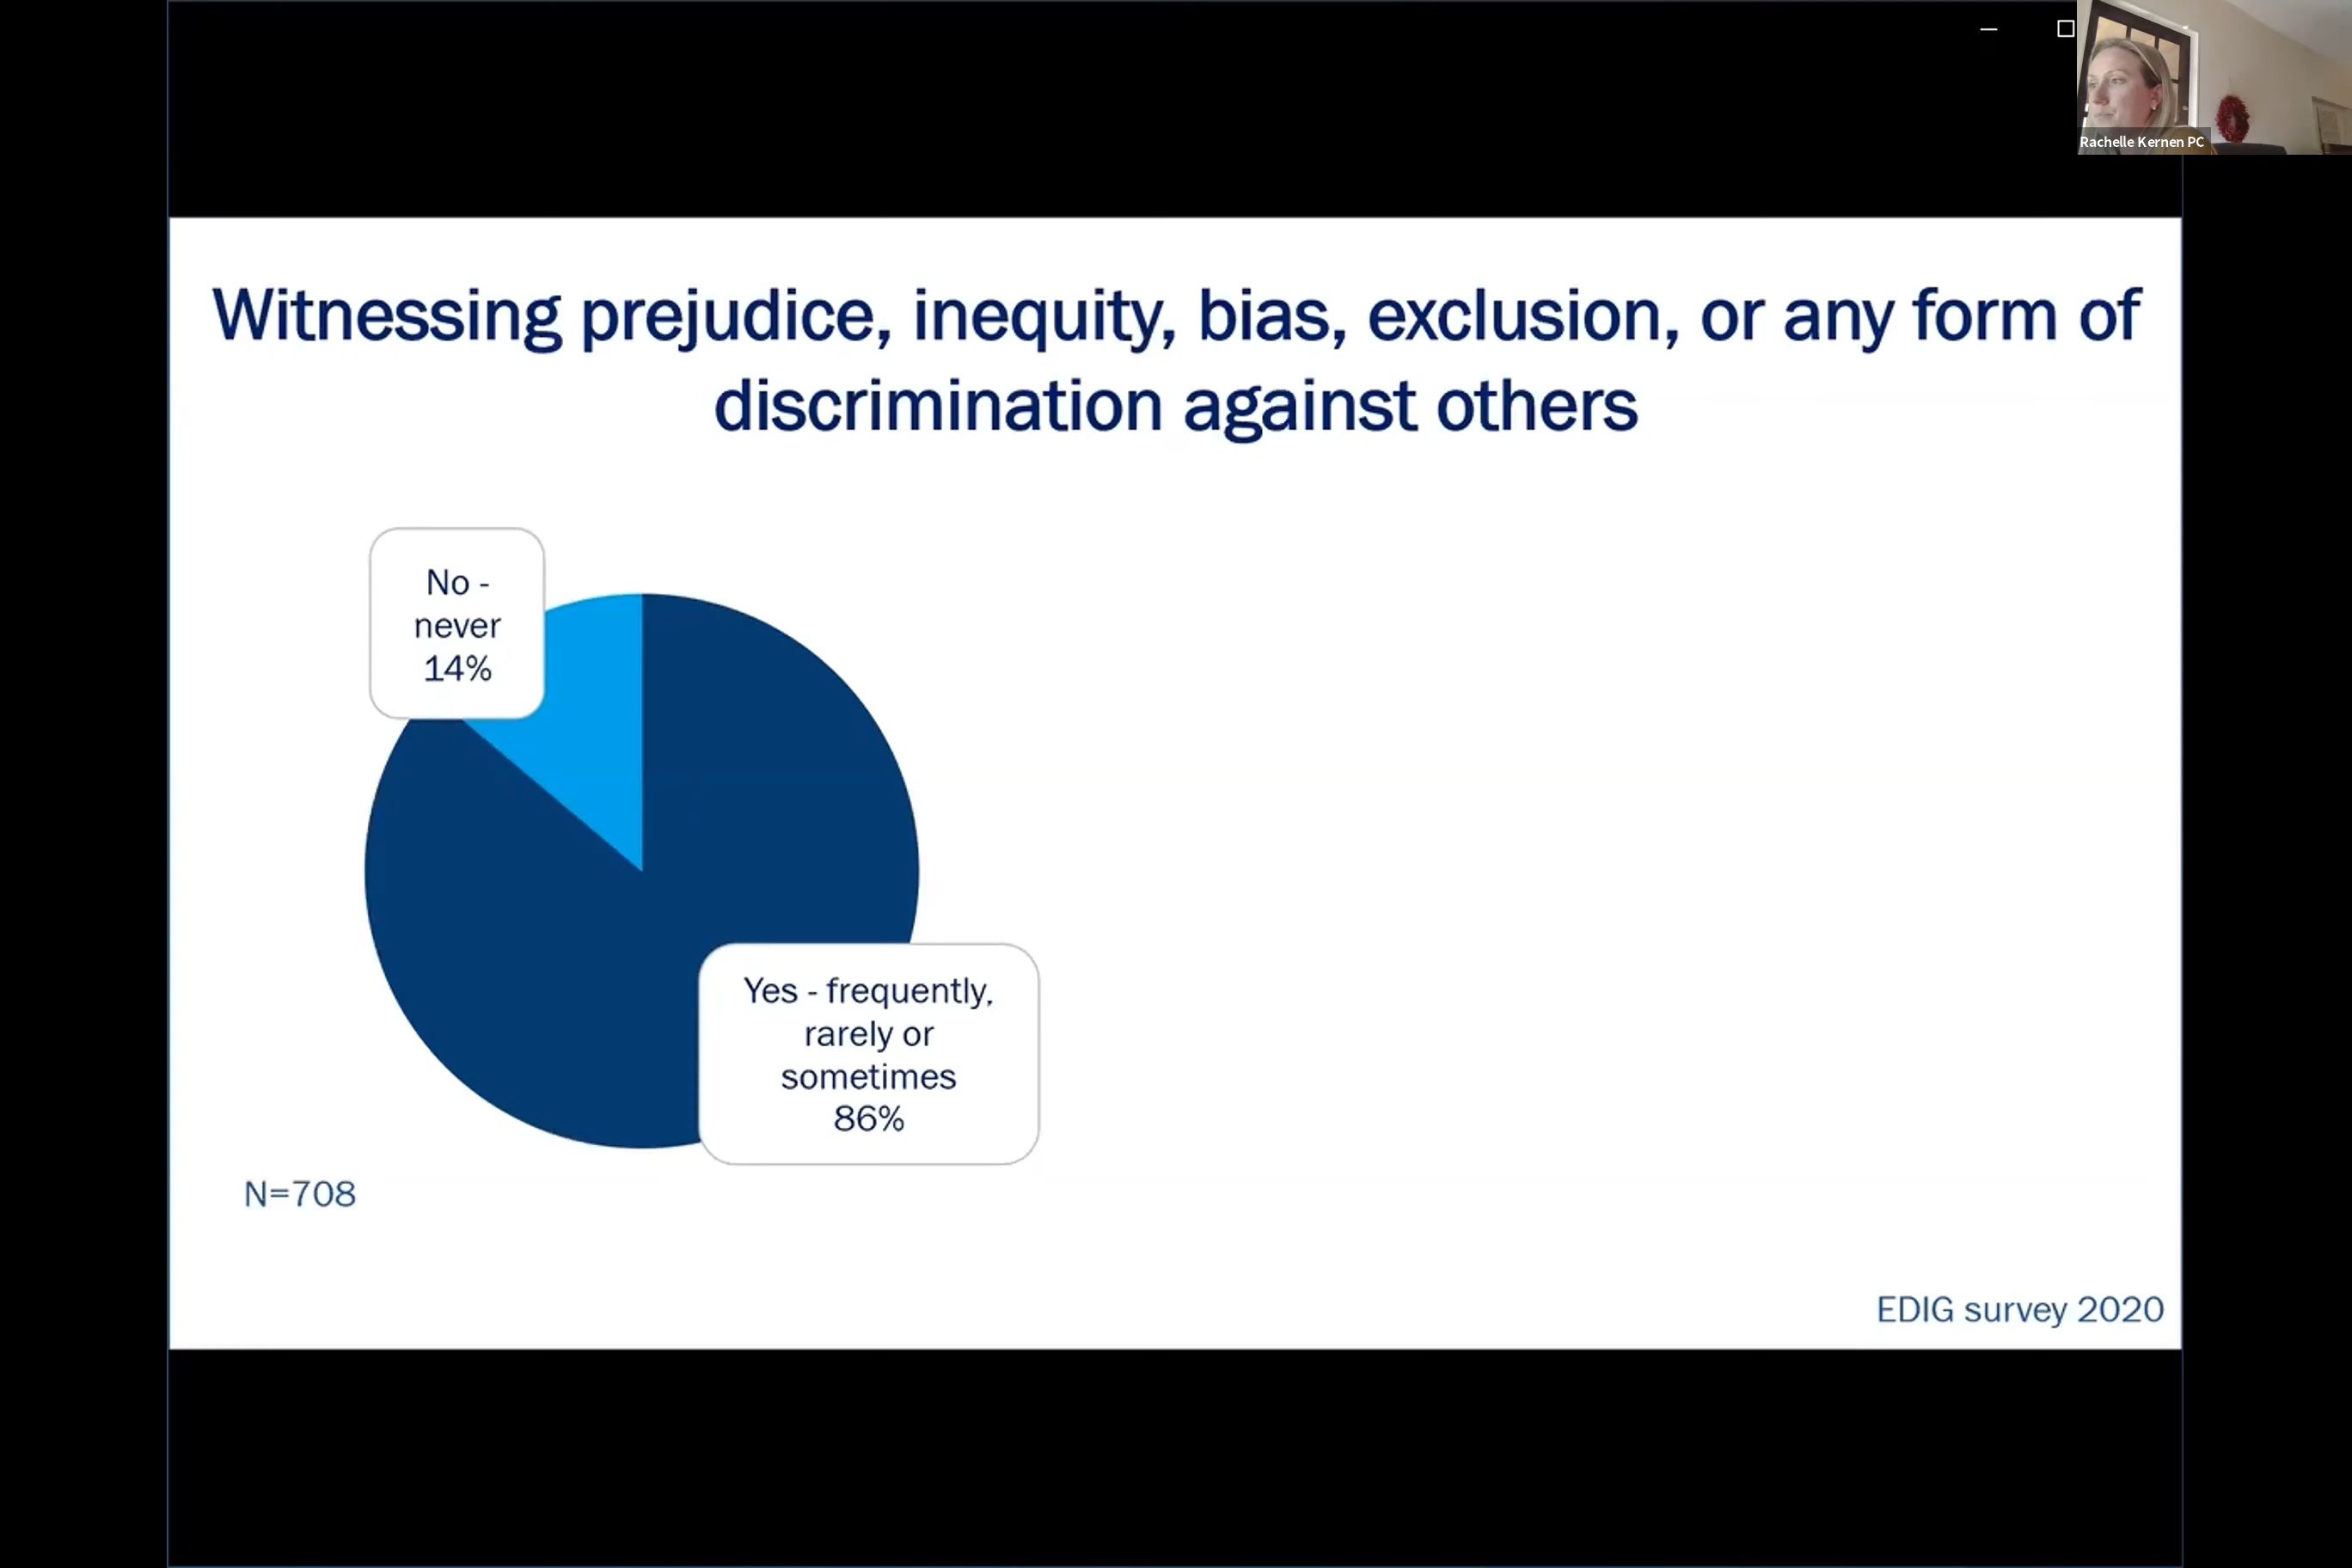 Rachelle Kernen PC
Witnessing prejudice, inequity, bias, exclusion, or any form of
discrimination against others
No -
never
14%
Yes - frequently,
rarely or
sometimes
86%
N=708
EDIG survey 2020